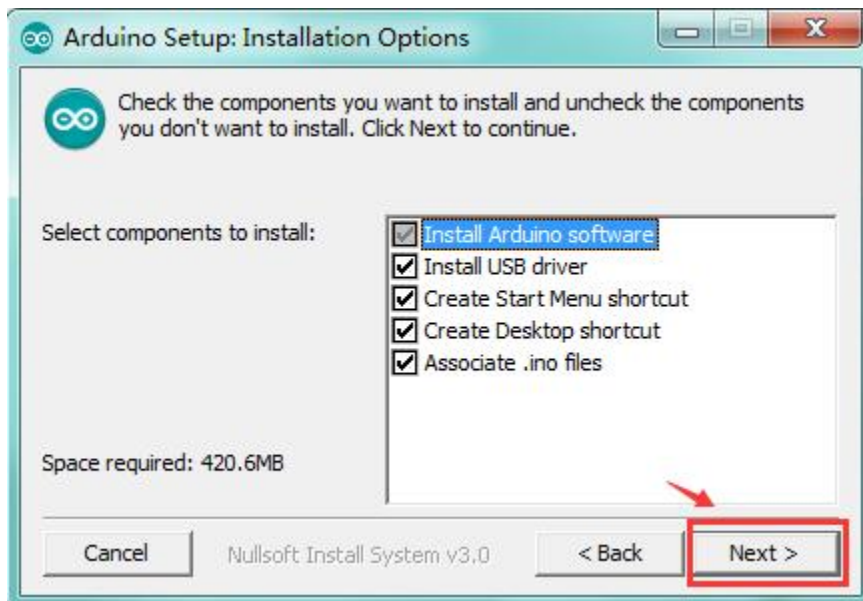 Arduino Setup: Installation Options
Check the components you want to install and uncheck the components
you don't want to install. Click Next to continue.
Select components to install:
Install Arduino software
Install USB driver
Create Start Menu shortcut
Create Desktop shortcut
Associate .ino files
Space required: 420.6MB
Cancel
Nullsoft Install System v3.0
< Back
Next >